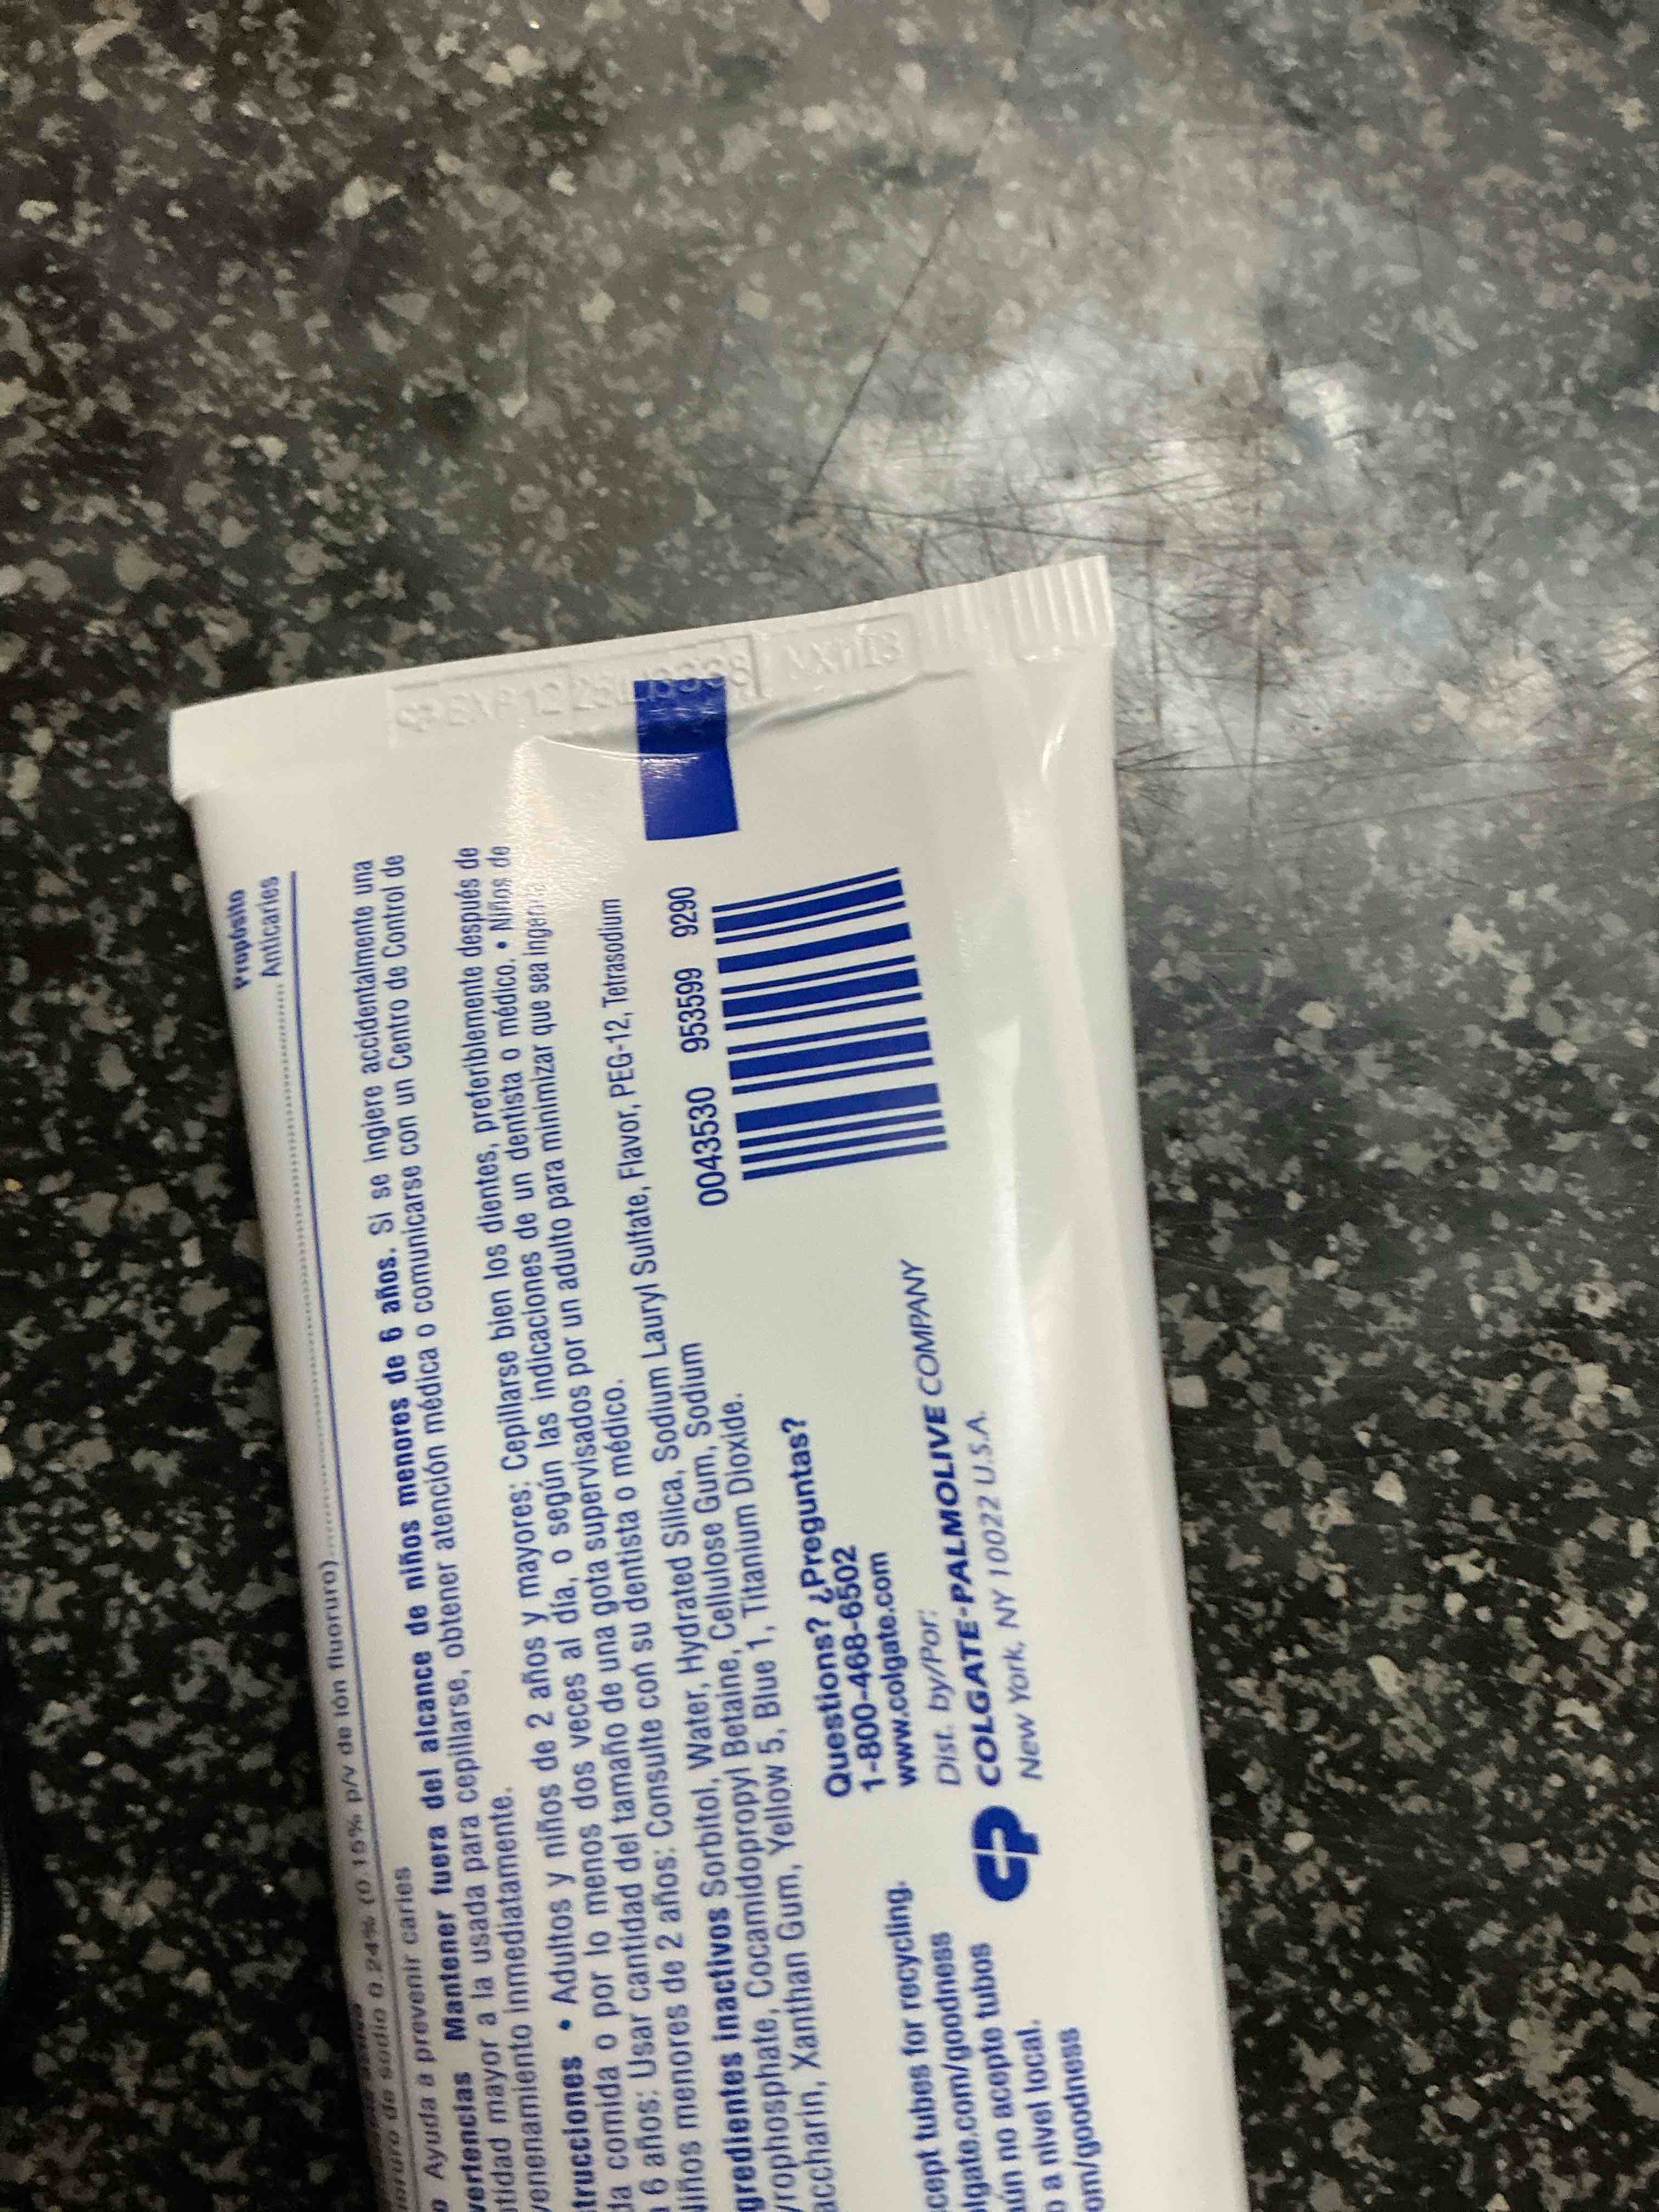 EXP 12 25
Propósito
Anticaries
de sodio 0.24% (0.15% p/v de ión fluoruro)
Ayuda a prevenir caries
Mantener fuera del alcance de niños menores de 6 años. Si se ingiere accidentalmente una
mayor a la usada para cepillarse, obtener atención médica o comunicarse con un Centro de Control de
venenamiento inmediatamente.
trucciones • Adultos y niños de 2 años y mayores: Cepillarse bien los dientes, preferiblemente después de
da comida o por lo menos dos veces al día, o según las indicaciones de un dentista o médico. • Niños de
a 6 años: Usar cantidad del tamaño de una gota supervisados por un adulto para minimizar que sea
Niños menores de 2 años: Consulte con su dentista o médico.
gredientes inactivos Sorbitol, Water, Hydrated Silica, Sodium Lauryl Sulfate, Flavor, PEG-12, Tetrasodium
yrophosphate, Cocamidopropyl Betaine, Cellulose Gum, Sodium
accharin, Xanthan Gum, Yellow 5, Blue 1, Titanium Dioxide.
0043530 953599 9290
Questions? ¿Preguntas?
1-800-468-6502
www.colgate.com
Dist. by/Por:
CP COLGATE-PALMOLIVE COMPANY
New York, NY 10022 U.S.A.
cept tubes for recycling.
lgate.com/goodness
aún no acepte tubos
o a nivel local.
om/goodness